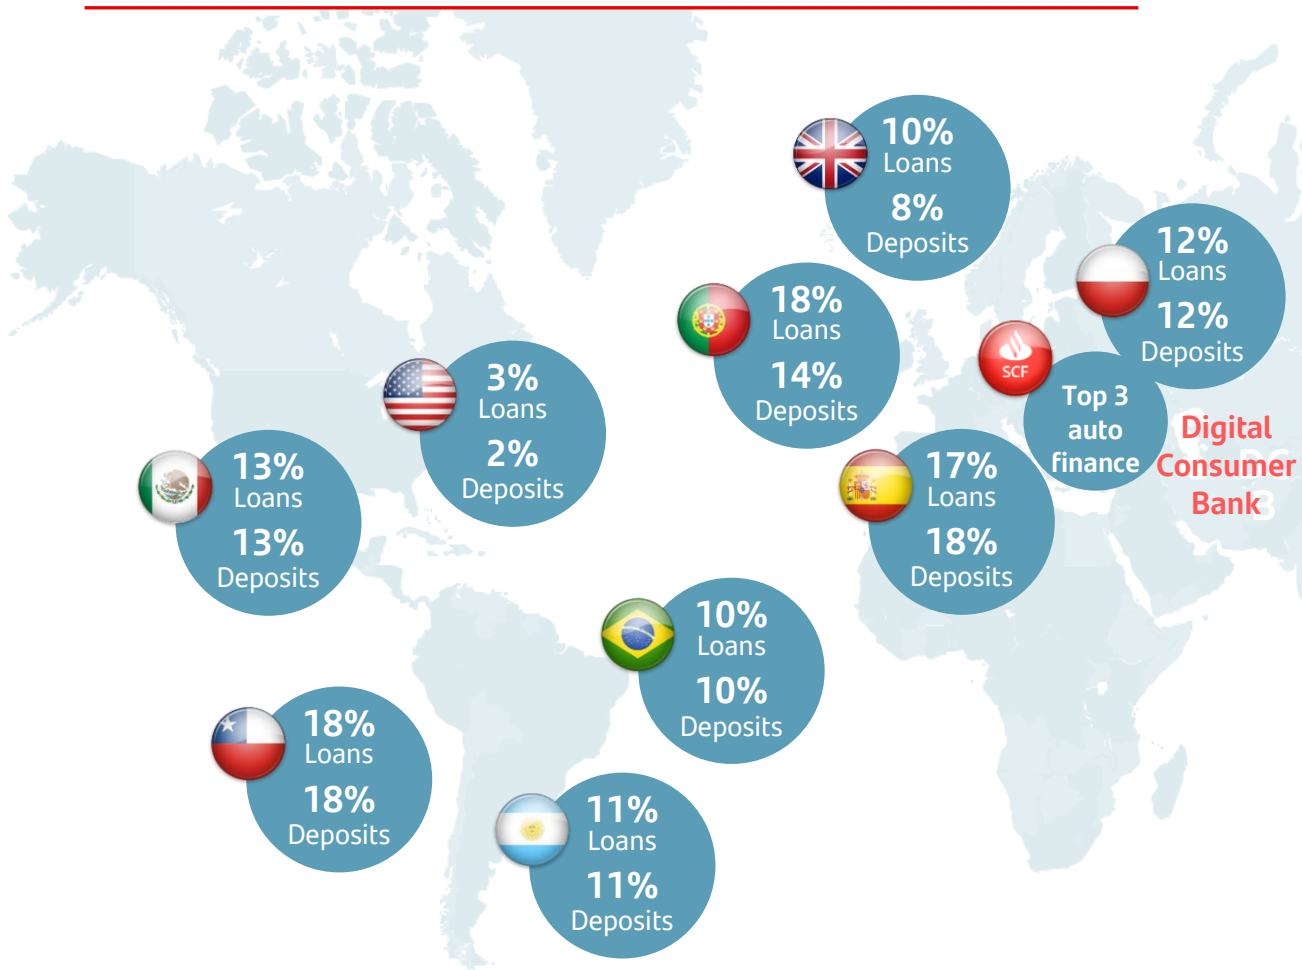 10%
Loans
8%
Deposits
12%
Loans
12%
Deposits
18%
Loans
14%
Deposits
SCF
Top 3
auto
finance
Digital
Consumer
Bank
3%
Loans
2%
Deposits
13%
Loans
13%
Deposits
17%
Loans
18%
Deposits
10%
Loans
10%
Deposits
18%
Loans
18%
Deposits
11%
Loans
11%
Deposits